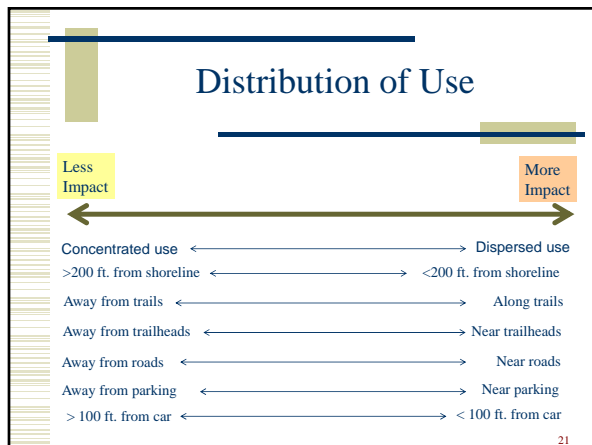 Distribution of Use
Less
Impact
More
Impact
Concentrated use Dispersed use
>200 ft. from shoreline <200 ft. from shoreline
Away from trails Along trails
Away from trailheads Near trailheads
Away from roads Near roads
Away from parking Near parking
> 100 ft. from car < 100 ft. from car
21